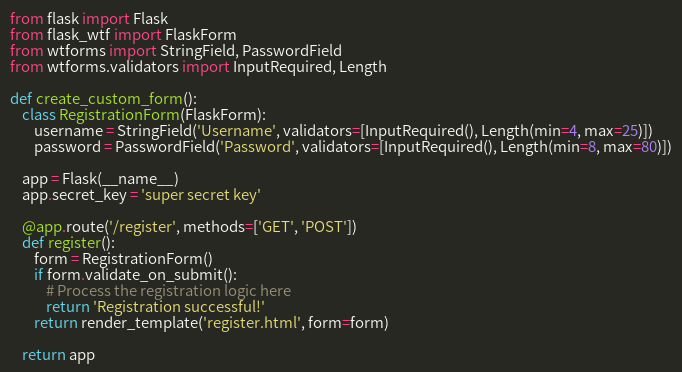 from flask import Flask
from flask_wtf import FlaskForm
from wtforms import StringField, PasswordField
from wtforms.validators import InputRequired, Length

def create_custom_form():
    class RegistrationForm(FlaskForm):
        username = StringField('Username', validators=[InputRequired(), Length(min=4, max=25)])
        password = PasswordField('Password', validators=[InputRequired(), Length(min=8, max=80)])

    app = Flask(__name__)
    app.secret_key = 'super secret key'

    @app.route('/register', methods=['GET', 'POST'])
    def register():
        form = RegistrationForm()
        if form.validate_on_submit():
            # Process the registration logic here
            return 'Registration successful!'
        return render_template('register.html', form=form)

    return app